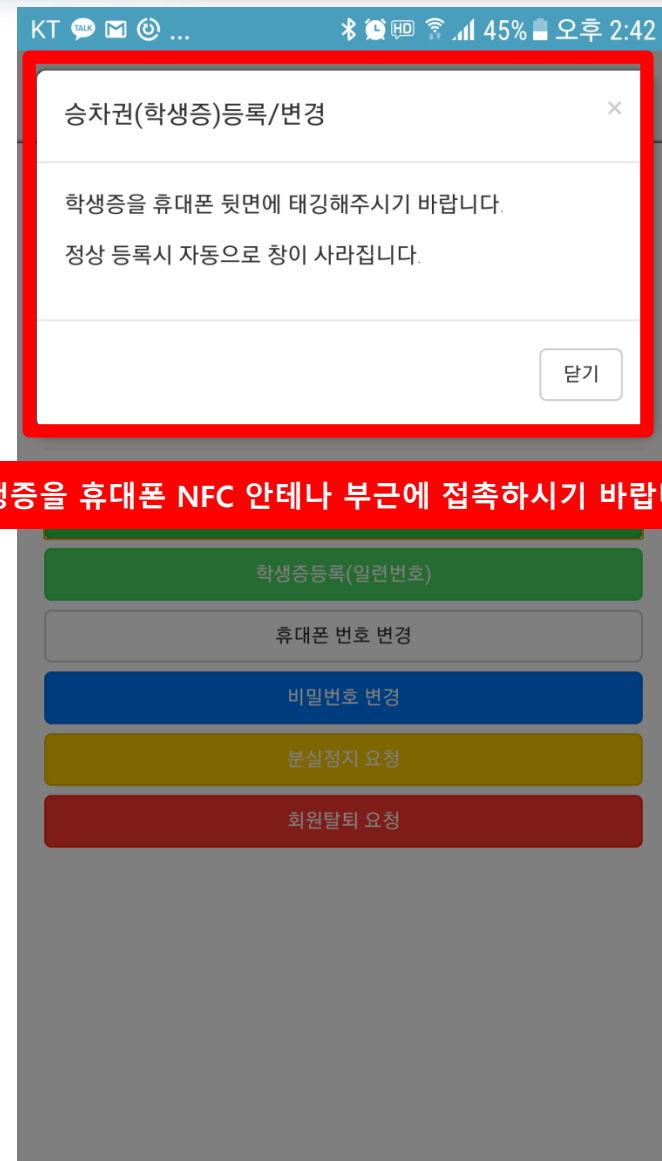 KT TALK ... HD 45% 오후 2:42
승차권(학생증)등록/변경 ×
학생증을 휴대폰 뒷면에 태깅해주시기 바랍니다.
정상 등록시 자동으로 창이 사라집니다.
닫기
생증을 휴대폰 NFC 안테나 부근에 접촉하시기 바랍니
학생증등록(일련번호)
휴대폰 번호 변경
비밀번호 변경
분실정지 요청
회원탈퇴 요청